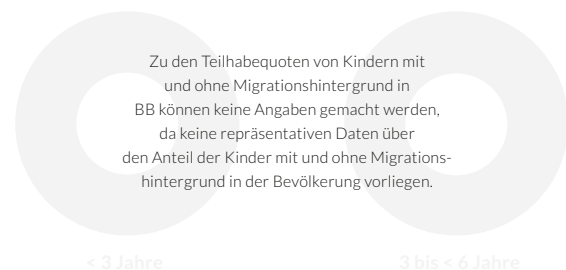 Zu den Teilhabequoten von Kindern mit
und ohne Migrationshintergrund in
BB können keine Angaben gemacht werden,
da keine repräsentativen Daten über
den Anteil der Kinder mit und ohne Migrations-
hintergrund in der Bevölkerung vorliegen.
< 3 Jahre
3 bis < 6 Jahre